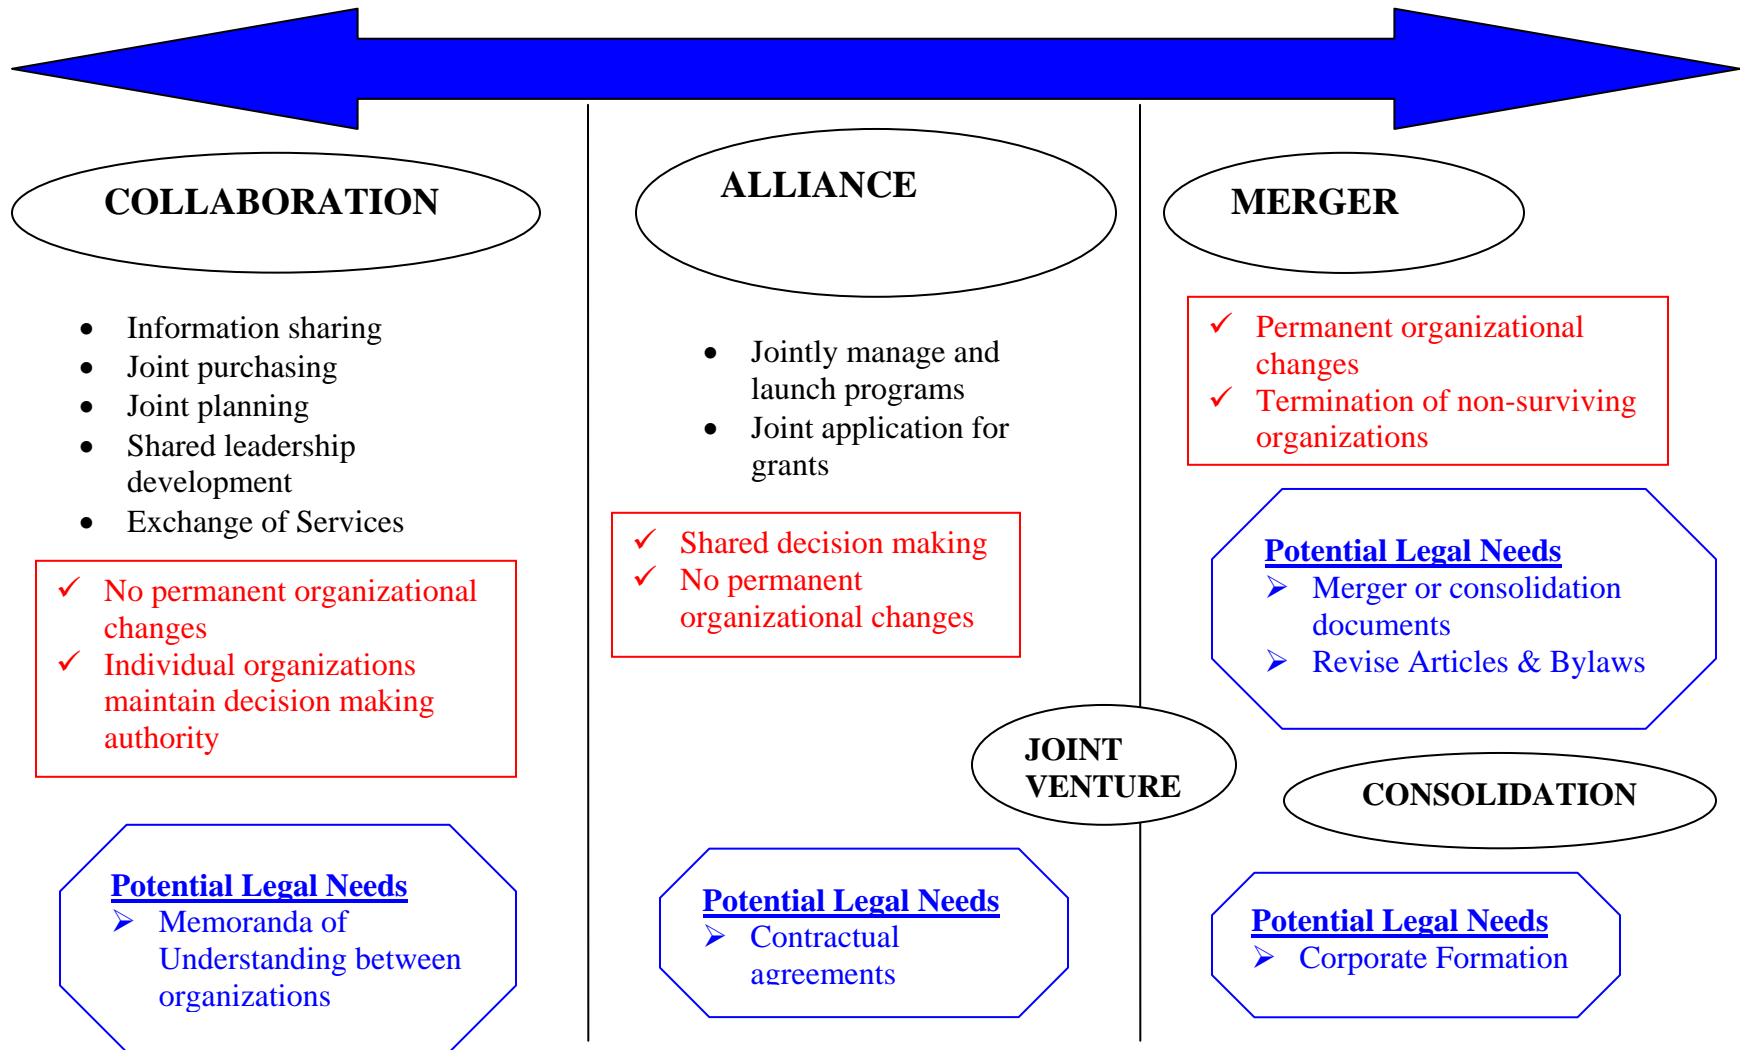 COLLABORATION
Information sharing
Joint purchasing
Joint planning
Shared leadership
development
Exchange of Services
No permanent organizational
changes
Individual organizations
maintain decision making
authority
Potential Legal Needs
Memoranda of
Understanding between
organizations
ALLIANCE
Jointly manage and
launch programs
Joint application for
grants
Shared decision making
No permanent
organizational changes
Potential Legal Needs
Contractual
agreements
JOINT
VENTURE
MERGER
Permanent organizational
changes
Termination of non-surviving
organizations
Potential Legal Needs
Merger or consolidation
documents
Revise Articles & Bylaws
CONSOLIDATION
Potential Legal Needs
Corporate Formation